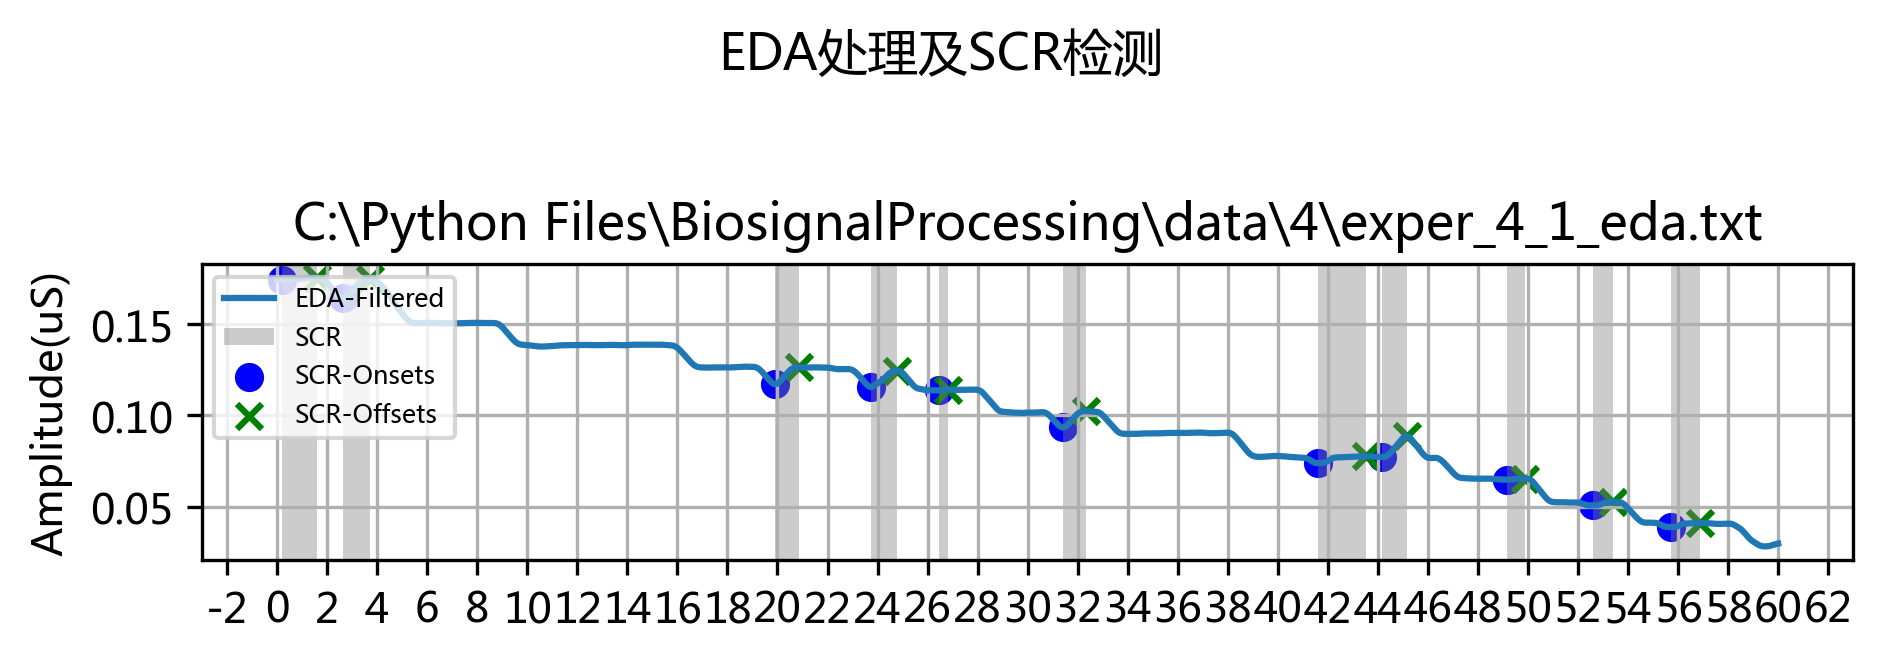 EDA处理及SCR检测
C:\Python Files\BiosignalProcessing\data\4\exper_4_1_eda.txt
EDA-Filtered
SCR
SCR-Onsets
SCR-Offsets
Amplitude(uS)
0.15
0.10
0.05
-2 0 2 4 6 8 10 12 14 16 18 20 22 24 26 28 30 32 34 36 38 40 42 44 46 48 50 52 54 56 58 60 62